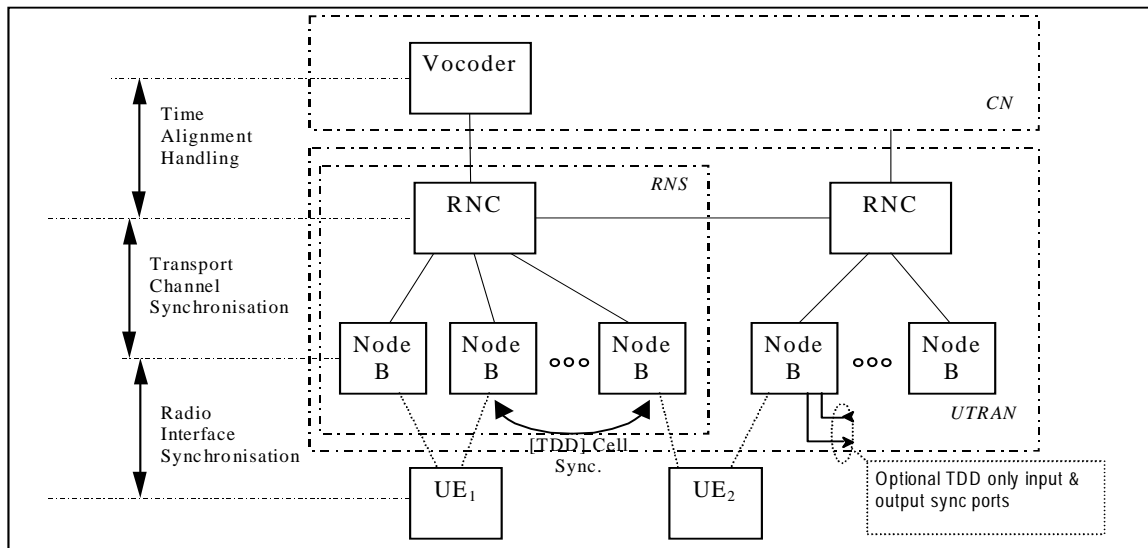 Vocoder
CN
Time
Alignment
Handling
RNS
RNC
RNC
Transport
Channel
Synchronisation
Node
B
Node
B
ooo
Node
B
Node
B
ooo
Node
B
UTRAN
Radio
Interface
Synchronisation
[TDD] Cell
Sync.
UE1
UE2
Optional TDD only input &
output sync ports